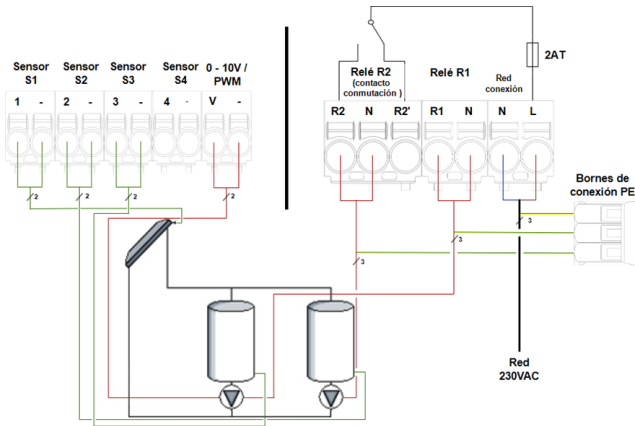 Sensor S1
Sensor S2
Sensor S3
Sensor S4
0 - 10V / PWM
1 - 2 - 3 - 4 - V -
2
2
2
2
Relé R2
(contacto
conmutación )
Relé R1
Red
conexión
2AT
R2 N R2' R1 N N L
Bornes de
conexión PE
3
3
3
Red
230VAC